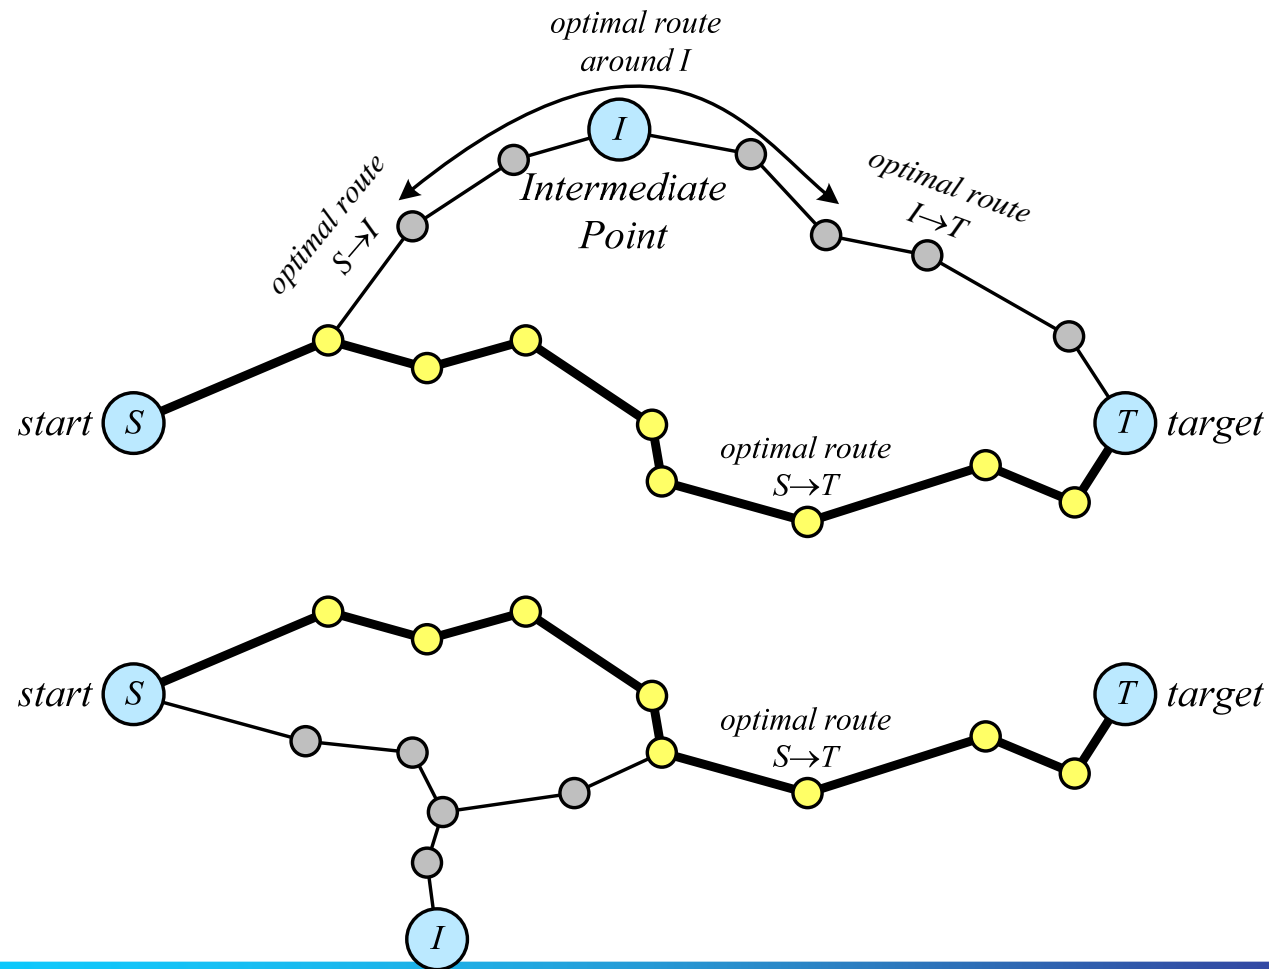 optimal route
around I
I
optimal route
S→I
Intermediate
Point
optimal route
I→T
start
S
T
target
optimal route
S→T
start
S
T
target
optimal route
S→T
I